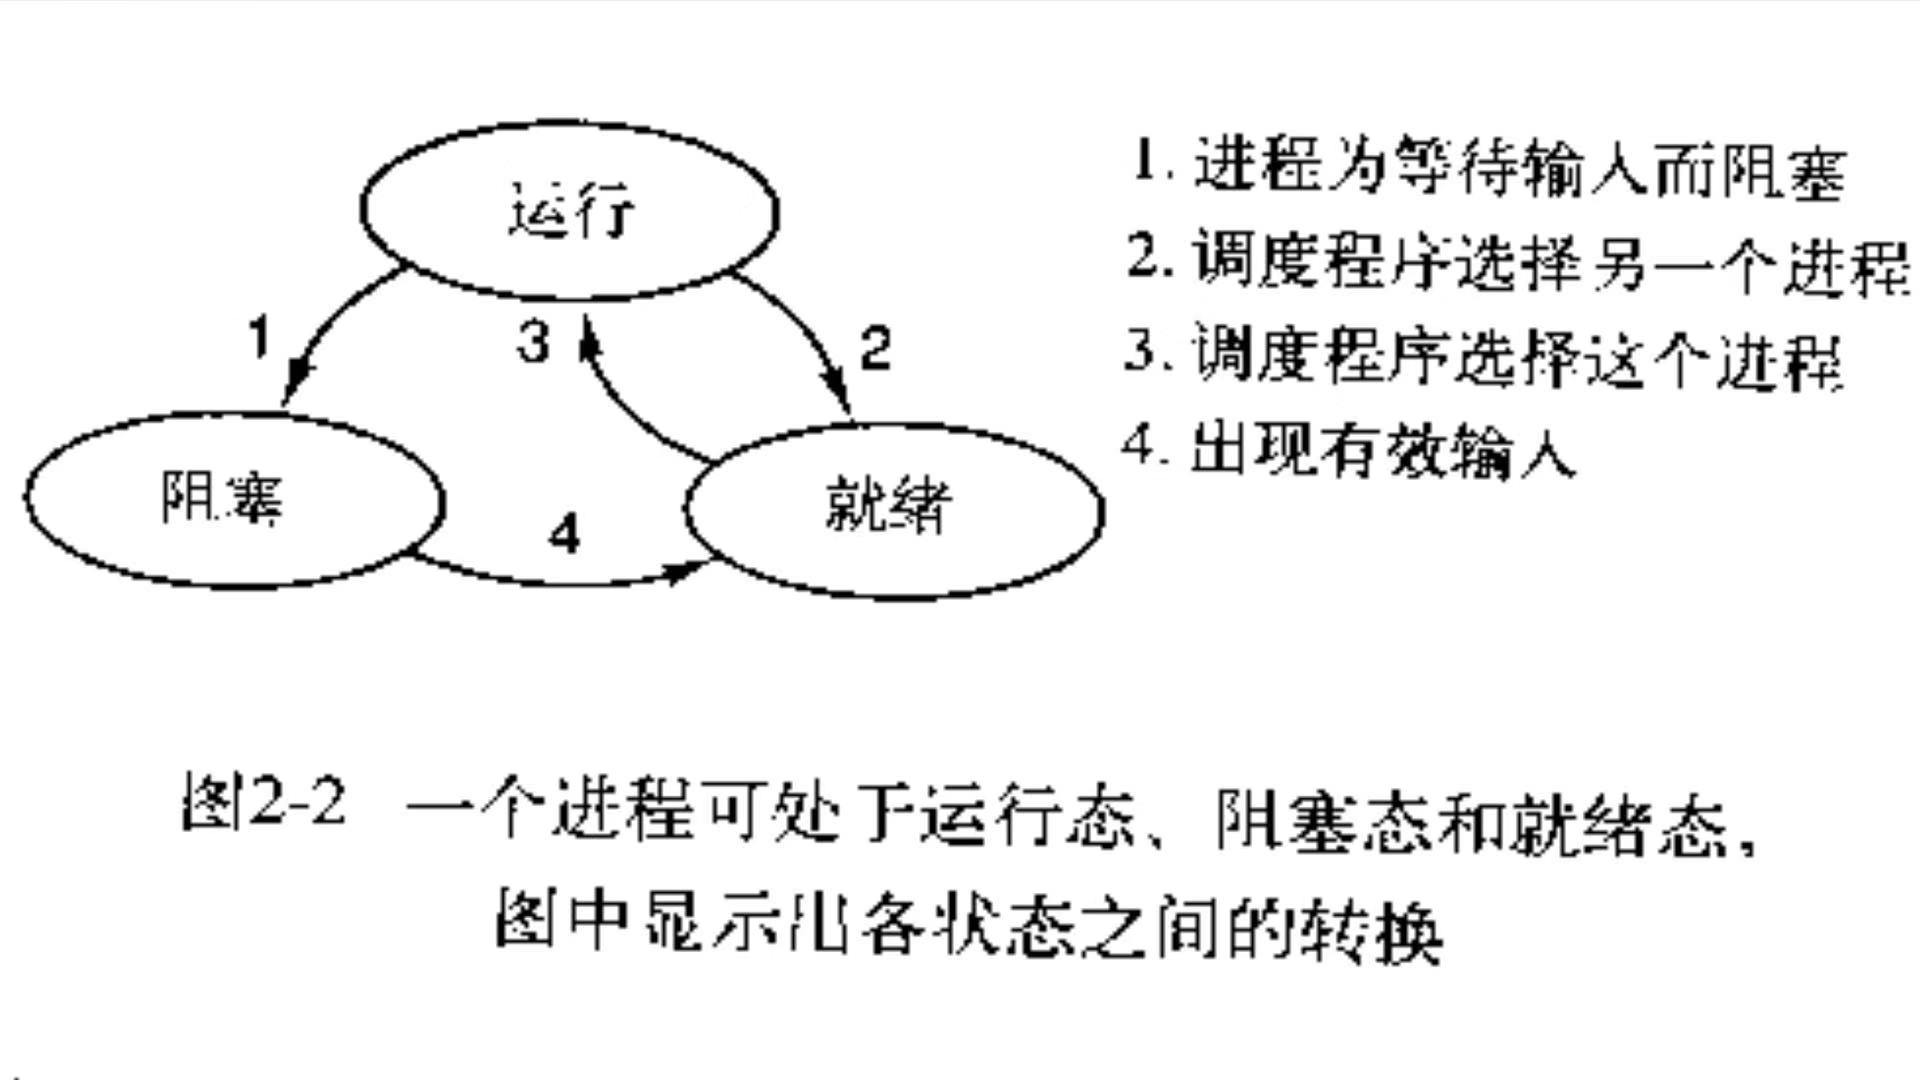 运行
1
3
2
阻塞
4
就绪
1. 进程为等待输入而阻塞
2. 调度程序选择另一个进程
3. 调度程序选择这个进程
4. 出现有效输入
图2-2 一个进程可处于运行态、阻塞态和就绪态,
图中显示出各状态之间的转换